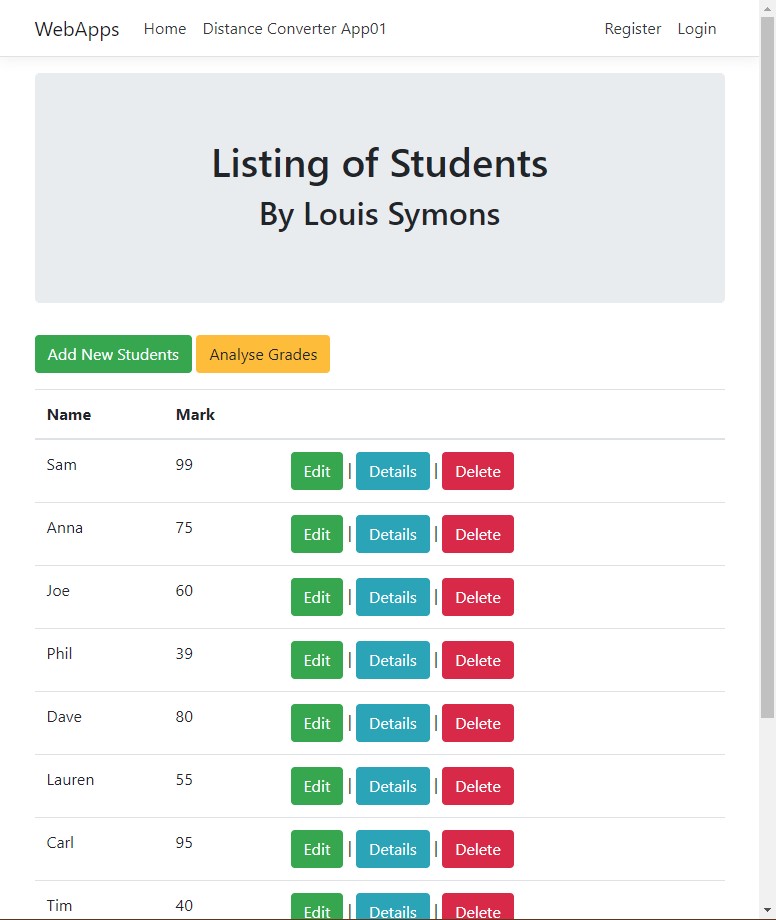 WebApps Home Distance Converter App01 Register Login
Listing of Students
By Louis Symons
Add New Students Analyse Grades
Name Mark
Sam 99 Edit | Details | Delete
Anna 75 Edit | Details | Delete
Joe 60 Edit | Details | Delete
Phil 39 Edit | Details | Delete
Dave 80 Edit | Details | Delete
Lauren 55 Edit | Details | Delete
Carl 95 Edit | Details | Delete
Tim 40 Edit | Details | Delete